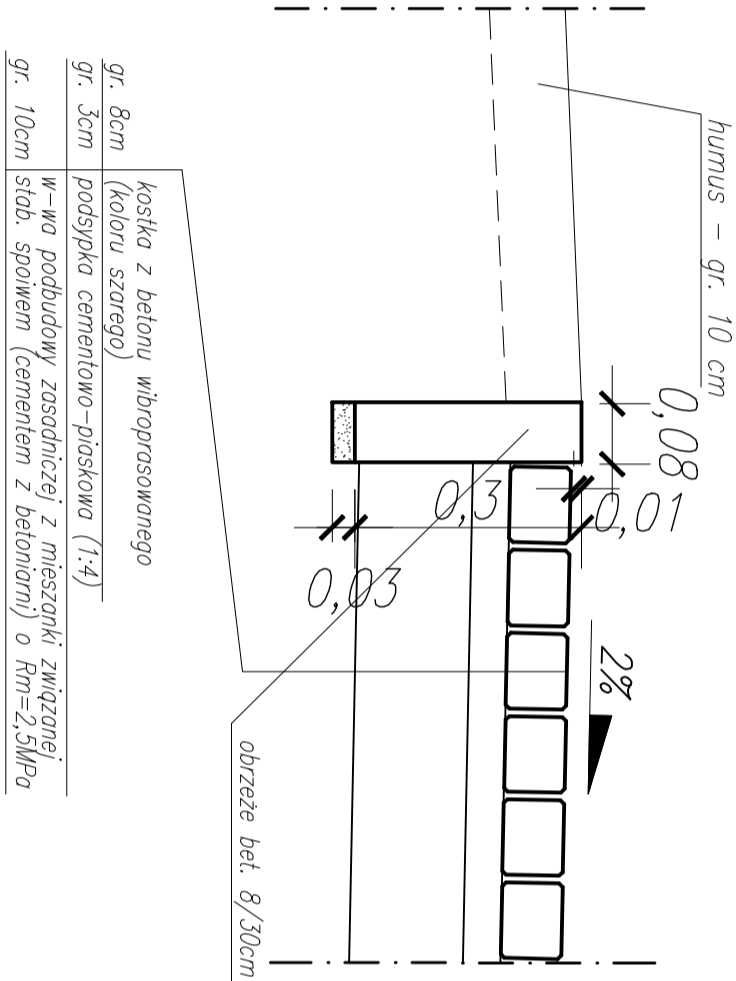 humus - gr. 10 cm
0,08
0,01
0,3
0,03
2%
obrzeże bet. 8/30cm
gr. 8cm kostka z betonu wibroprasowanego
(koloru szarego)
gr. 3cm podsypka cementowo-piaskowa (1:4)
w-wa podbudowy zasadniczej z mieszanki związanej
gr. 10cm stab. spoiwem (cementem z betoniarni) o Rm=2,5MPa